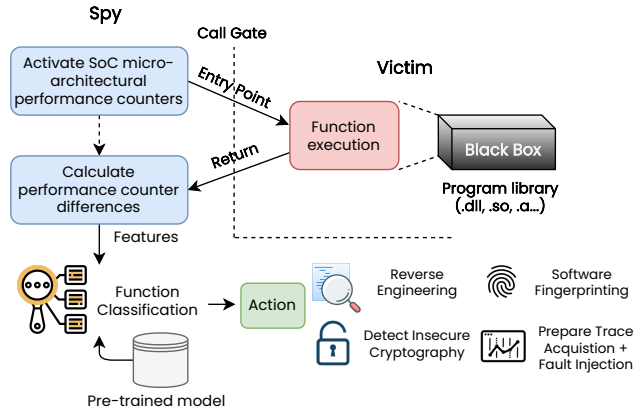 Spy
Call Gate
Victim
Activate SoC micro-
architectural
performance counters
Entry Point
Function
execution
Black Box
Return
Calculate
performance counter
differences
Program library
(.dll, .so, .a...)
Features
Function
Classification
Action
Reverse
Engineering
Software
Fingerprinting
Detect Insecure
Cryptography
Prepare Trace
Acquistion +
Fault Injection
Pre-trained model